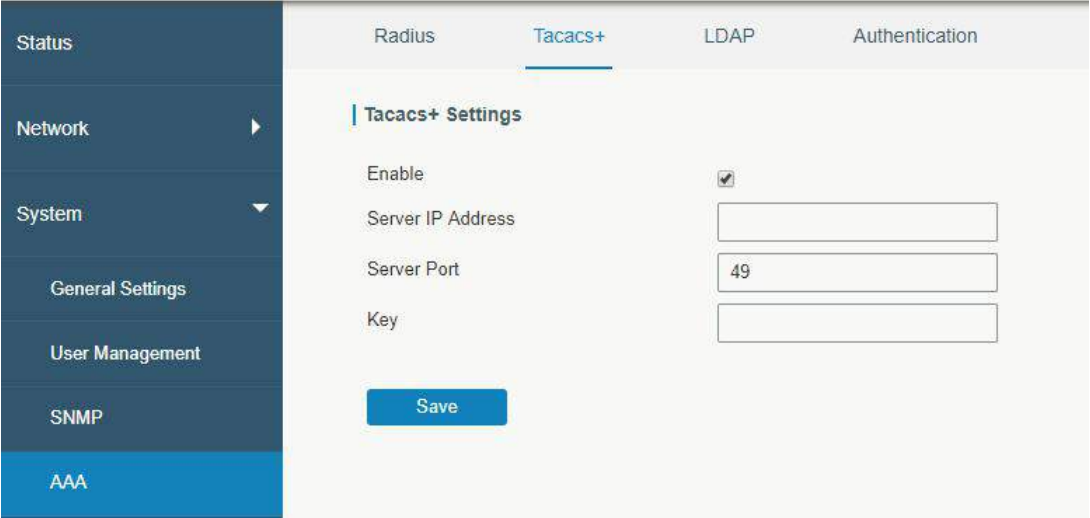 Status
Network
System
General Settings
User Management
SNMP
AAA
Radius Tacacs+ LDAP Authentication
Tacacs+ Settings
Enable
Server IP Address
Server Port 49
Key
Save